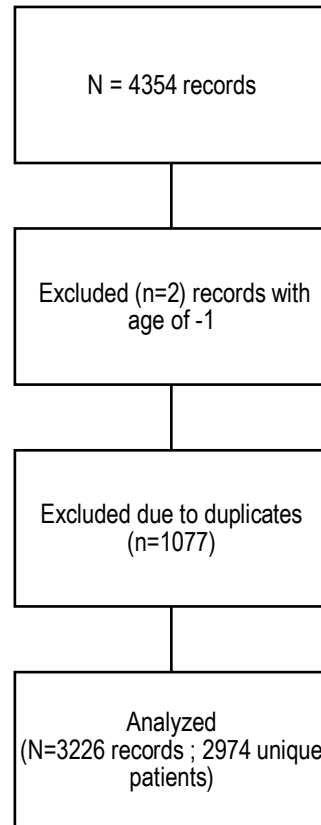 N = 4354 records
Excluded (n=2) records with
age of -1
Excluded due to duplicates
(n=1077)
Analyzed
(N=3226 records ; 2974 unique
patients)